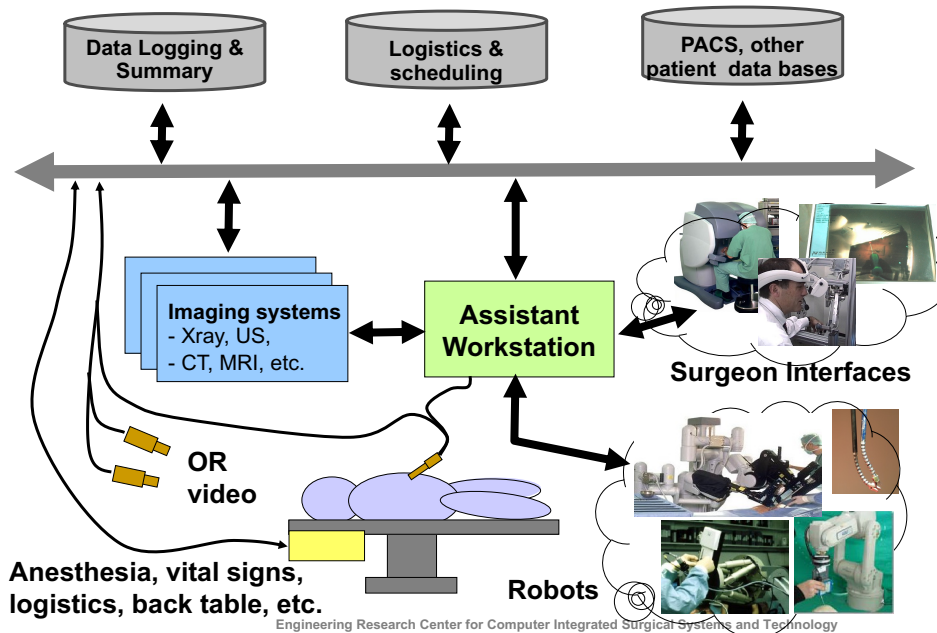 Data Logging &
Summary
Logistics &
scheduling
PACS, other
patient data bases
Imaging systems
- Xray, US,
- CT, MRI, etc.
Assistant
Workstation
Surgeon Interfaces
OR
video
Anesthesia, vital signs,
logistics, back table, etc.
Robots
Engineering Research Center for Computer Integrated Surgical Systems and Technology